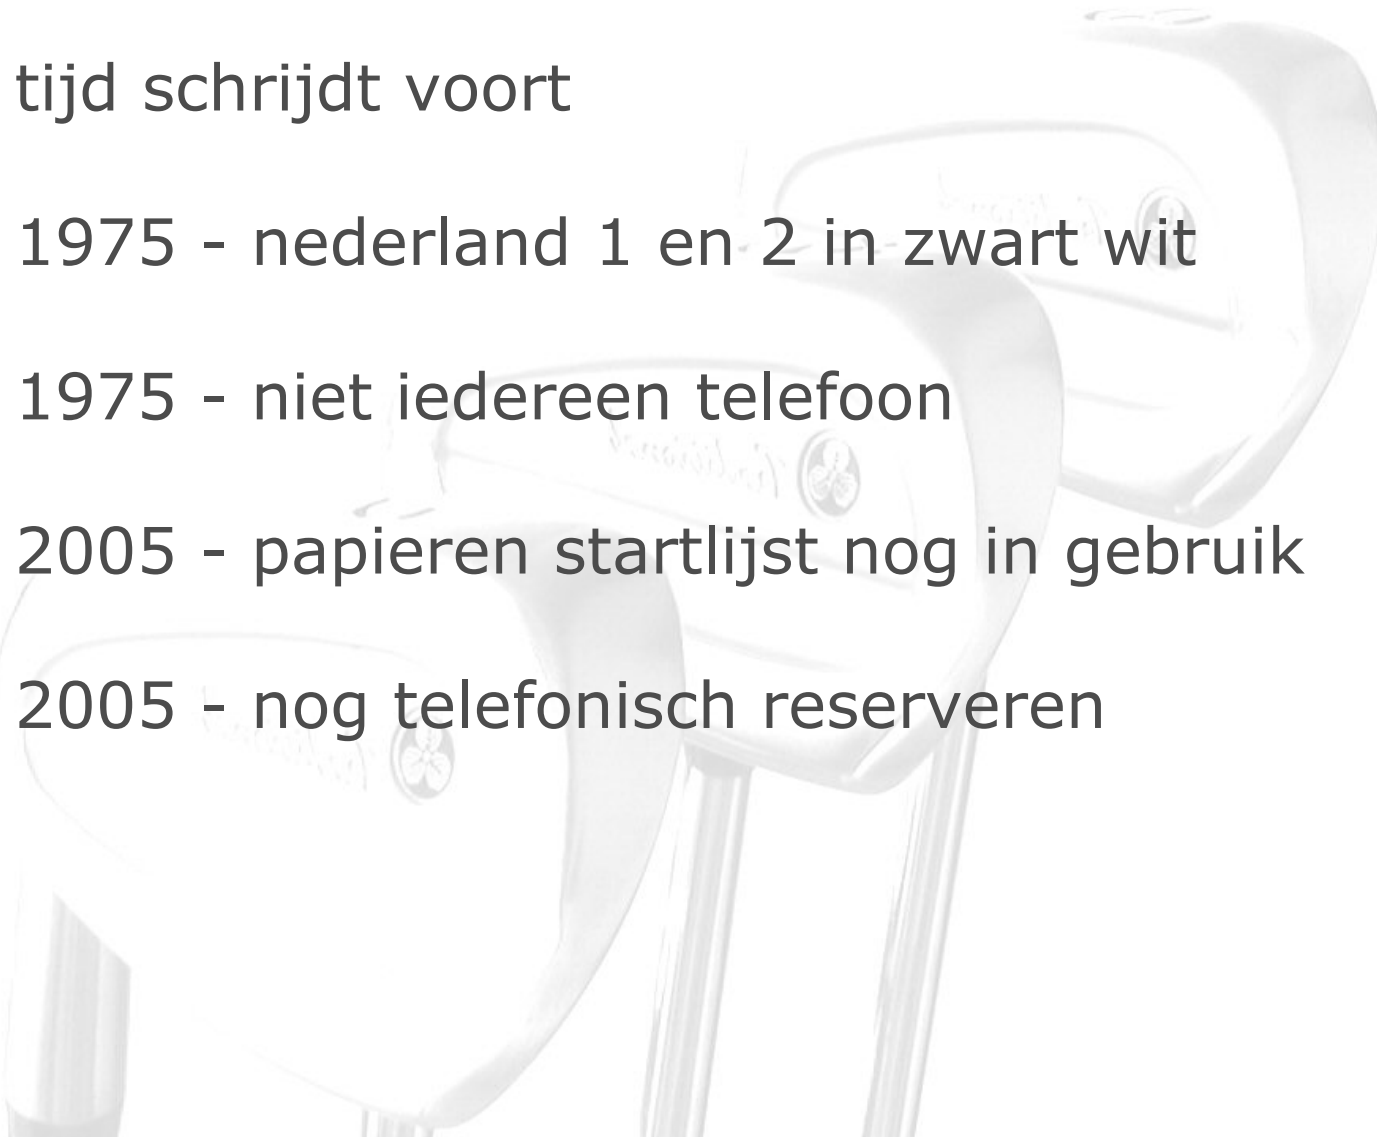 tijd schrijdt voort
1975 - nederland 1 en 2 in zwart wit
1975 - niet iedereen telefoon
2005 - papieren startlijst nog in gebruik
2005 - nog telefonisch reserveren